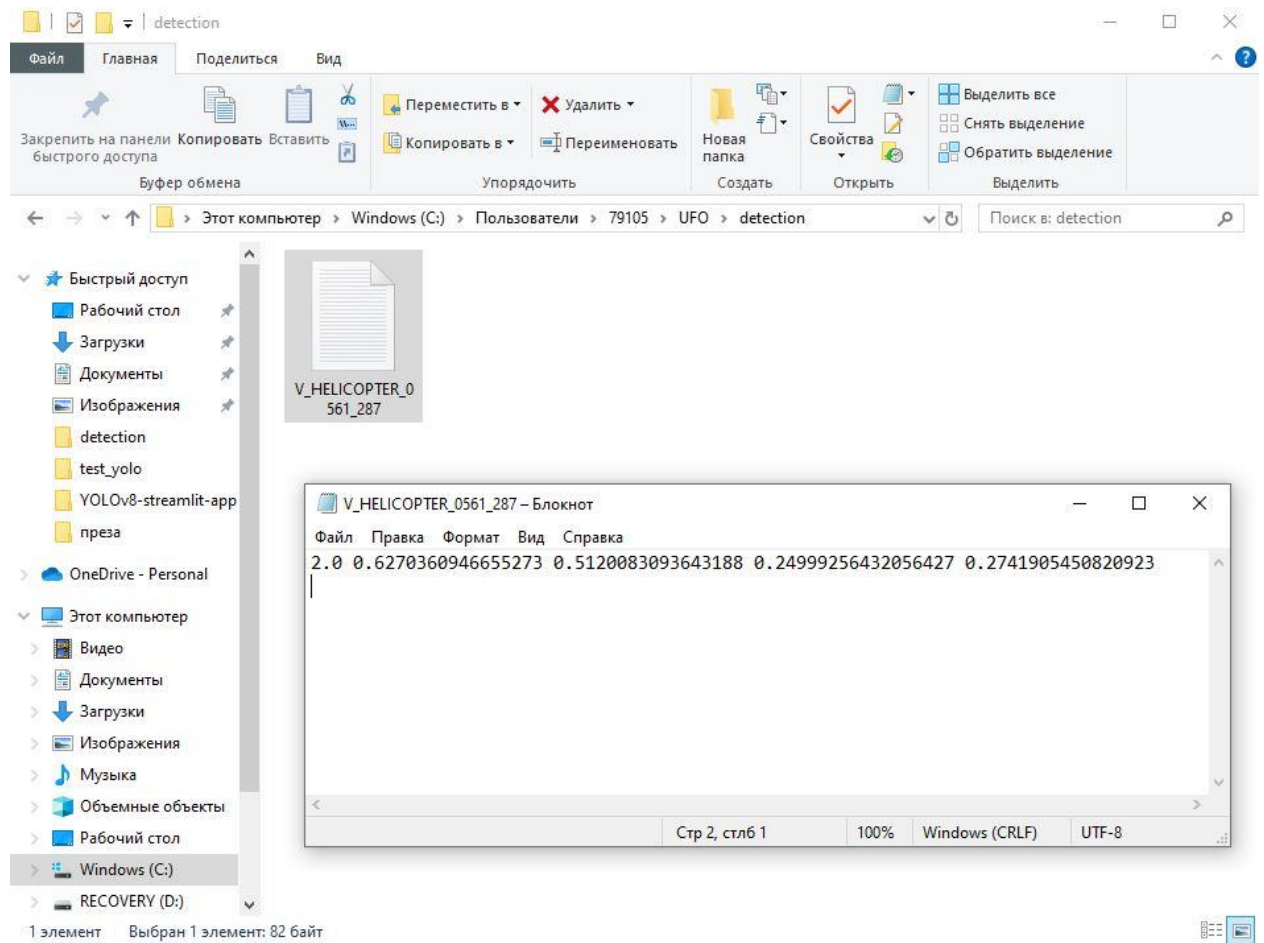 detection
Файл Главная Поделиться Вид
Закрепить на панели быстрого доступа
Копировать
Вставить
Переместить в
Копировать в
Удалить
Переименовать
Новая папка
Свойства
Выделить все
Снять выделение
Обратить выделение
Буфер обмена Упорядочить Создать Открыть Выделить
Этот компьютер > Windows (C:) > Пользователи > 79105 > UFO > detection
Поиск в: detection
Быстрый доступ
Рабочий стол
Загрузки
Документы
Изображения
detection
test_yolo
YOLOv8-streamlit-app
преза
OneDrive - Personal
Этот компьютер
Видео
Документы
Загрузки
Изображения
Музыка
Объемные объекты
Рабочий стол
Windows (C:)
RECOVERY (D:)
V_HELICOPTER_0
561_287
V_HELICOPTER_0561_287 – Блокнот
Файл Правка Формат Вид Справка
2.0 0.6270360946655273 0.5120083093643188 0.24999256432056427 0.2741905450820923
Стр 2, стлб 1 100% Windows (CRLF) UTF-8
1 элемент Выбран 1 элемент: 82 байт